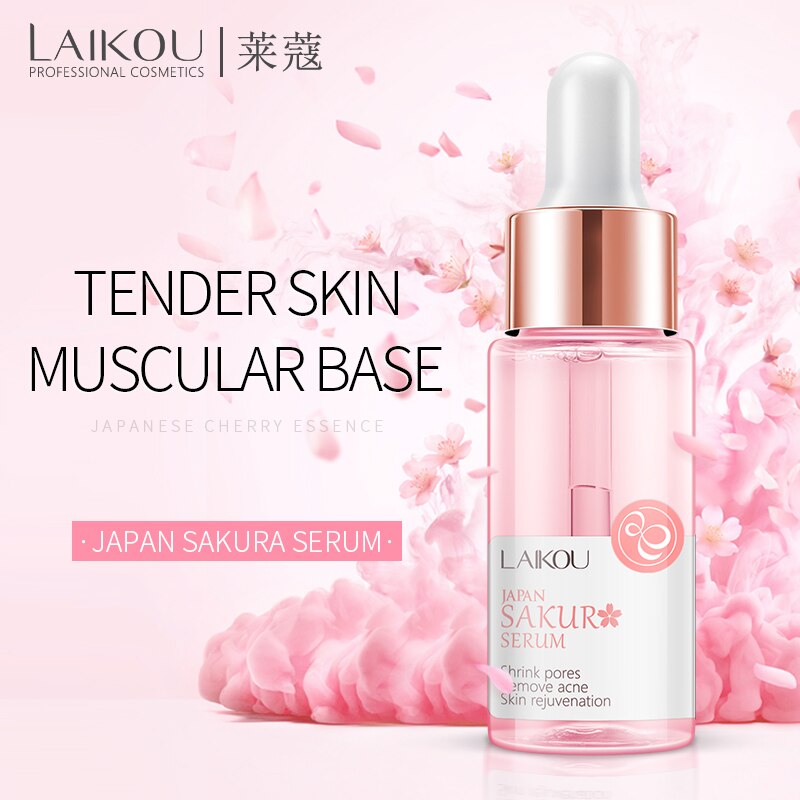 LAIKOU | 莱蔻
PROFESSIONAL COSMETICS
TENDER SKIN
MUSCULAR BASE
JAPANESE CHERRY ESSENCE
· JAPAN SAKURA SERUM ·
LAIKOU
JAPAN
SAKUR
SERUM
Shrink pores
Remove acne
Skin rejuvenation